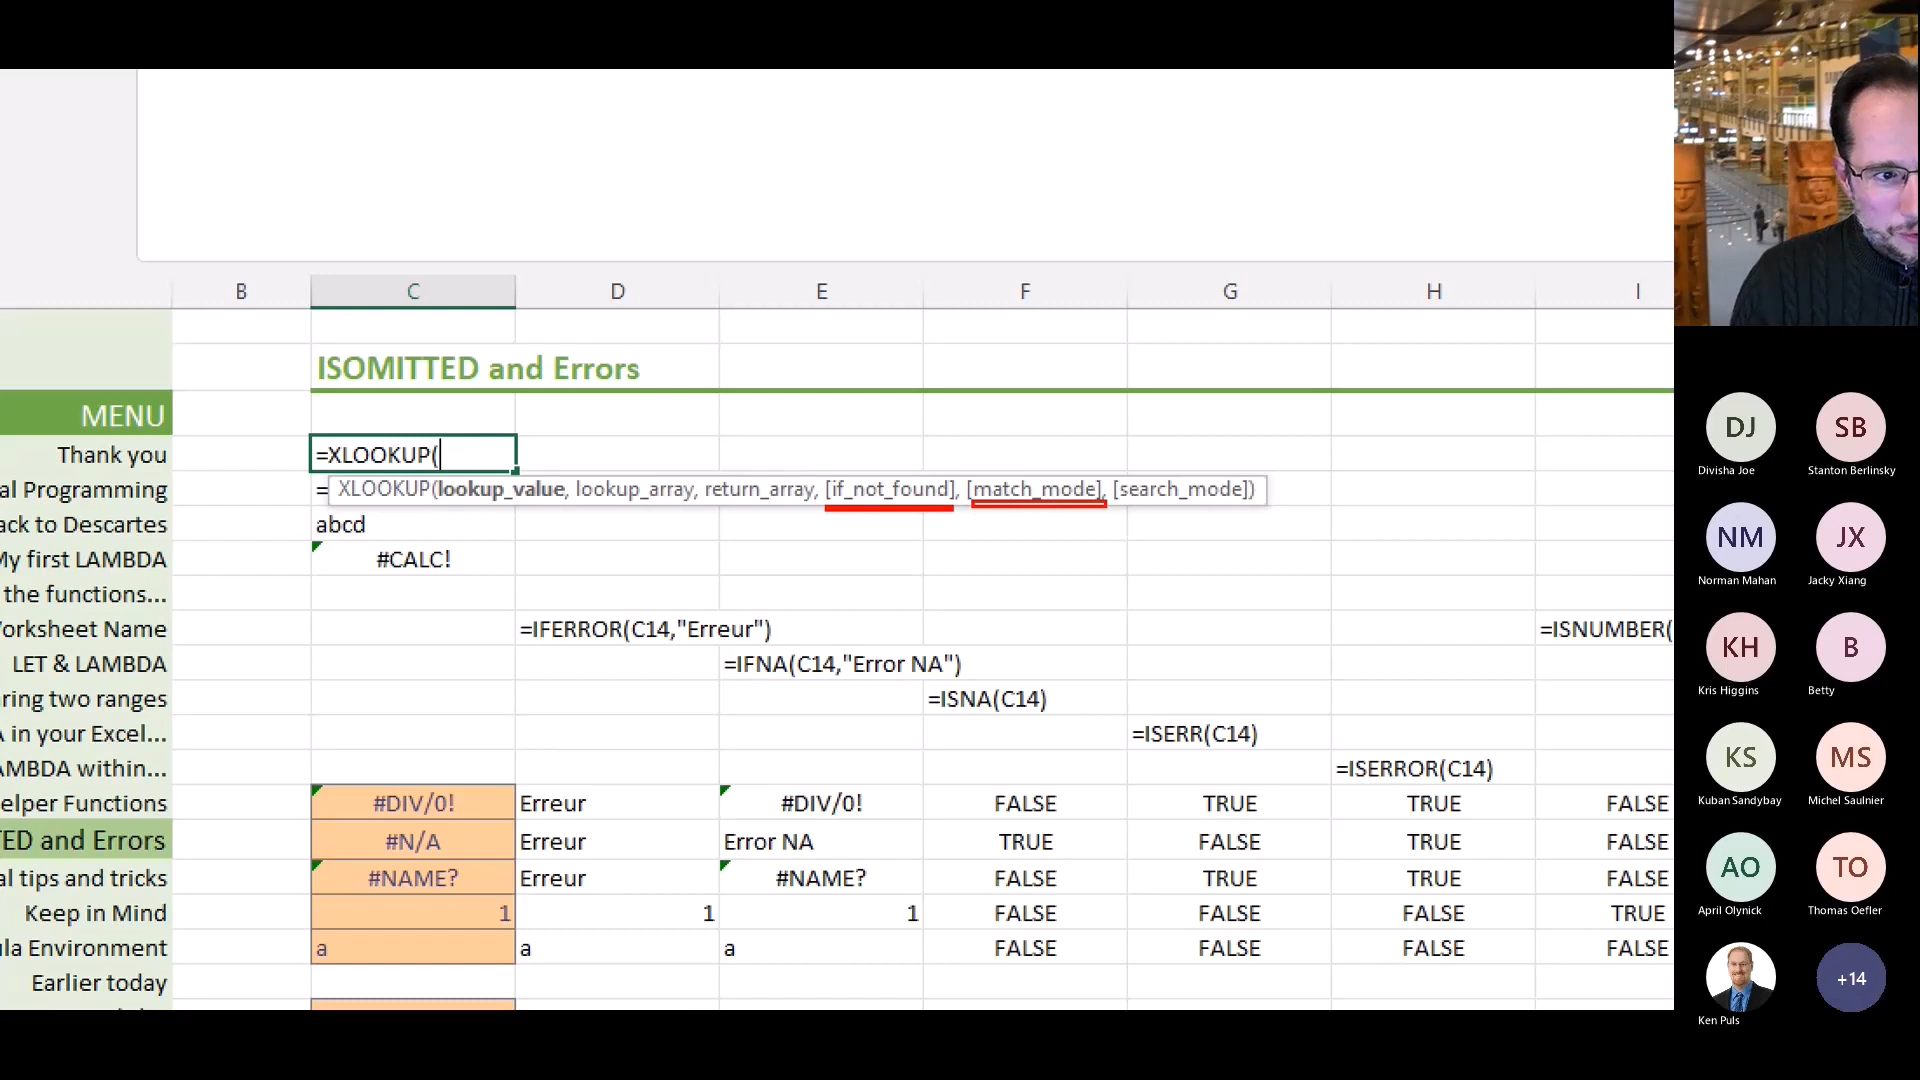 B C D E F G H I
ISOMITTED and Errors
MENU
Thank you
=XLOOKUP(
al Programming
=
XLOOKUP(lookup_value, lookup_array, return_array, [if_not_found], [match_mode], [search_mode])
ack to Descartes
abcd
My first LAMBDA
#CALC!
the functions...
orksheet Name
=IFERROR(C14,"Erreur")
=ISNUMBER(
LET & LAMBDA
=IFNA(C14,"Error NA")
ring two ranges
=ISNA(C14)
A in your Excel...
=ISERR(C14)
AMBDA within...
=ISERROR(C14)
elper Functions
#DIV/0! Erreur #DIV/0! FALSE TRUE TRUE FALSE
TED and Errors
#N/A Erreur Error NA TRUE FALSE TRUE FALSE
al tips and tricks
#NAME? Erreur #NAME? FALSE TRUE TRUE FALSE
Keep in Mind
1 1 1 FALSE FALSE FALSE TRUE
ula Environment
a a a FALSE FALSE FALSE FALSE
Earlier today
DJ SB
Divisha Joe Stanton Berlinsky
NM JX
Norman Mahan Jacky Xiang
KH B
Kris Higgins Betty
KS MS
Kuban Sandybay Michel Saulnier
AO TO
April Olynick Thomas Oefler
+14
Ken Puls